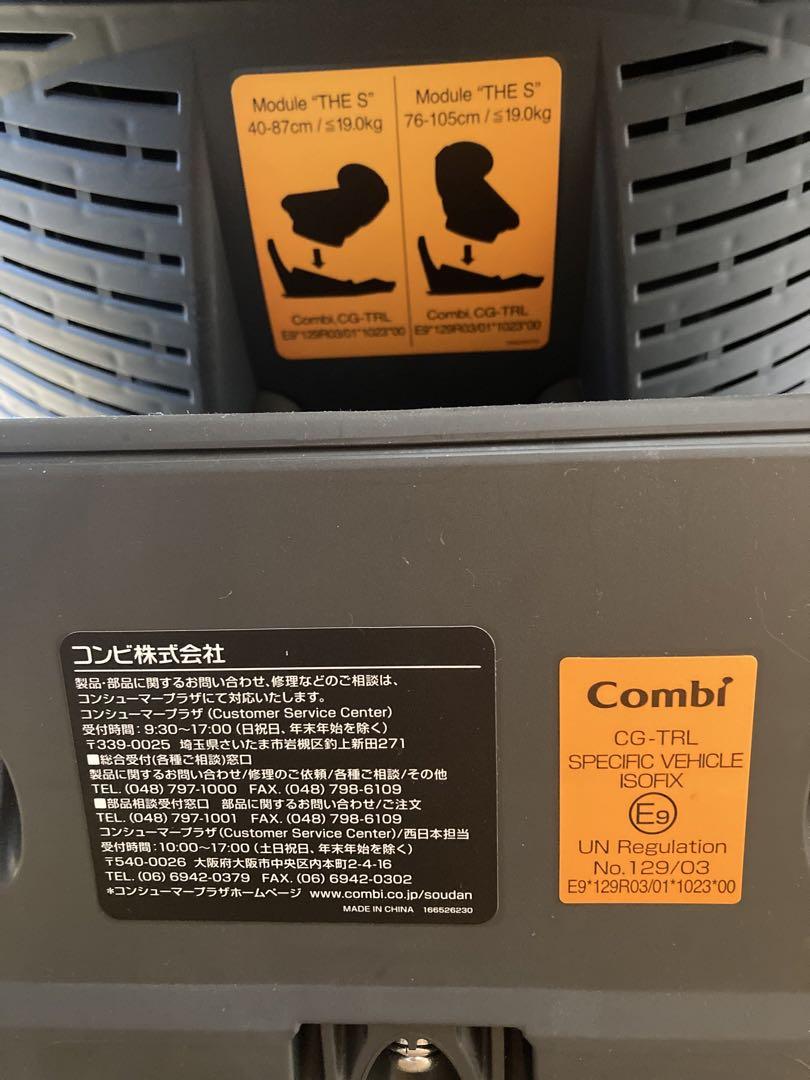 Module "THE S"
40-87cm / ≦19.0kg
Combi, CG-TRL
E9*129R03/01*1023*00
Module "THE S"
76-105cm / ≦19.0kg
Combi, CG-TRL
E9*129R03/01*1023*00
コンビ株式会社
製品・部品に関するお問い合わせ、修理などのご相談は、
コンシューマープラザにて対応いたします。
コンシューマープラザ (Customer Service Center)
受付時間：9:30～17:00 (日祝日、年末年始を除く)
〒339-0025 埼玉県さいたま市岩槻区釣上新田271
■総合受付(各種ご相談)窓口
製品に関するお問い合わせ/修理のご依頼/各種ご相談/その他
TEL. (048) 797-1000 FAX. (048) 798-6109
■部品相談受付窓口 部品に関するお問い合わせ/ご注文
TEL. (048) 797-1001 FAX. (048) 798-6109
コンシューマープラザ (Customer Service Center)/西日本担当
受付時間：10:00～17:00 (土日祝日、年末年始を除く)
〒540-0026 大阪府大阪市中央区内本町2-4-16
TEL. (06) 6942-0379 FAX. (06) 6942-0302
*コンシューマープラザホームページ www.combi.co.jp/soudan
MADE IN CHINA 166526230
Combi
CG-TRL
SPECIFIC VEHICLE
ISOFIX
E9
UN Regulation
No.129/03
E9*129R03/01*1023*00